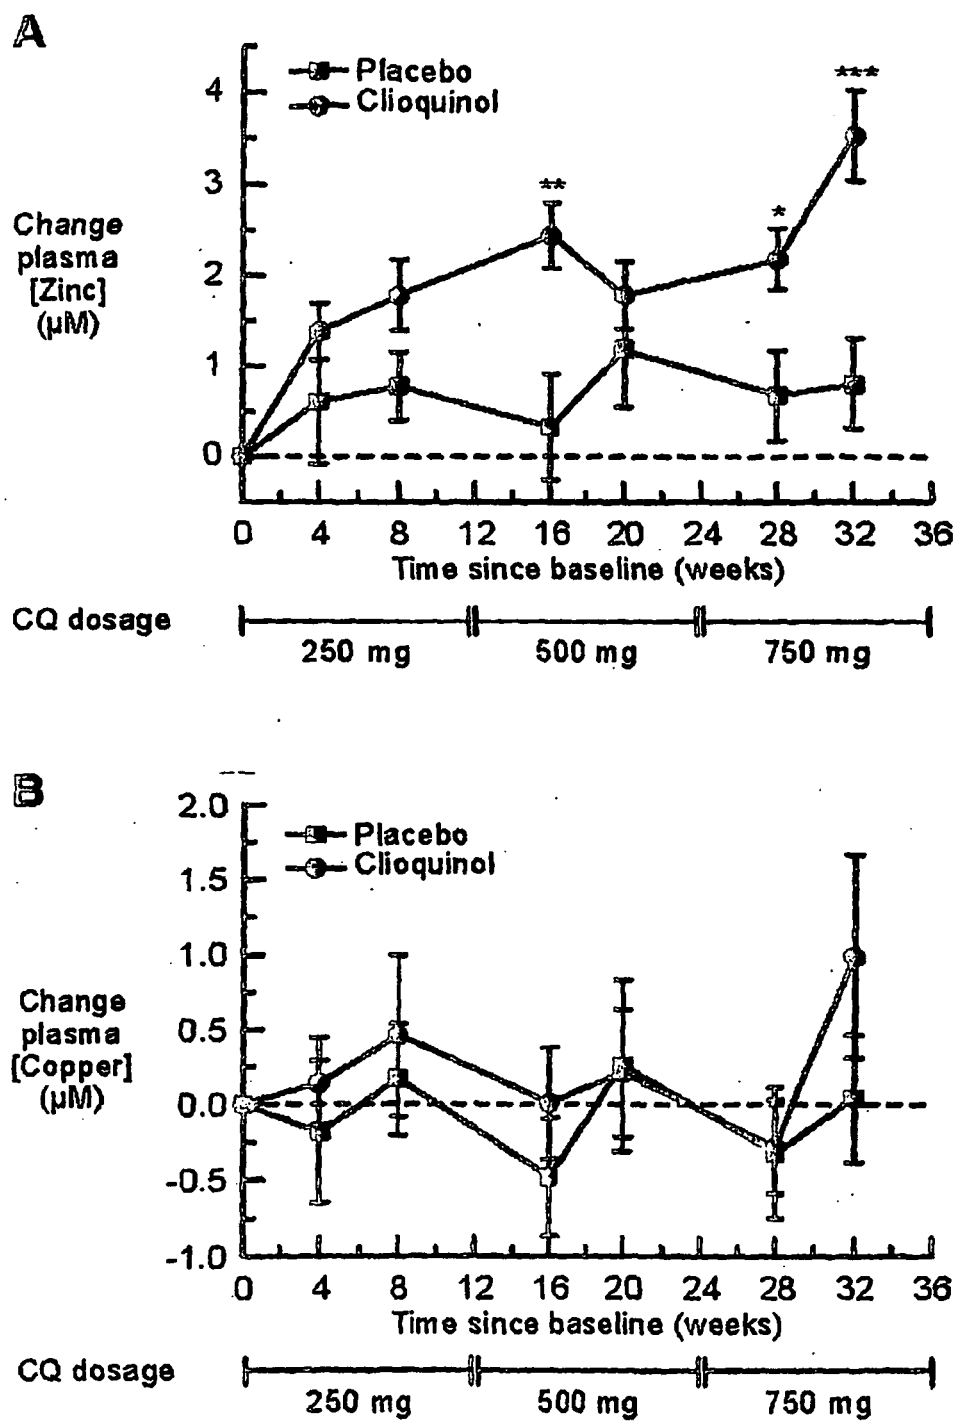 A
Placebo
Clioquinol
***
**
*
4
3
2
1
0
Change
plasma
[Zinc]
(µM)
0 4 8 12 16 20 24 28 32 36
Time since baseline (weeks)
CQ dosage
250 mg 500 mg 750 mg
B
Placebo
Clioquinol
2.0
1.5
1.0
0.5
0.0
-0.5
-1.0
Change
plasma
[Copper]
(µM)
0 4 8 12 16 20 24 28 32 36
Time since baseline (weeks)
CQ dosage
250 mg 500 mg 750 mg